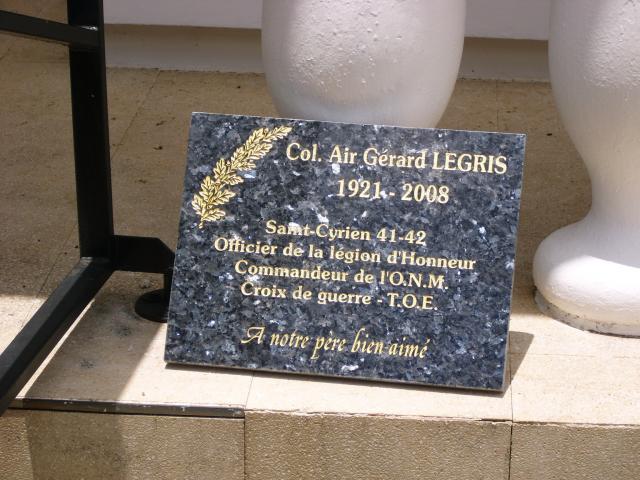 Col. Air Gérard LEGRIS
1921 - 2008
Saint-Cyrien 41-42
Officier de la légion d'Honneur
Commandeur de l'O.N.M.
Croix de guerre - T.O.E.
A notre père bien-aimé